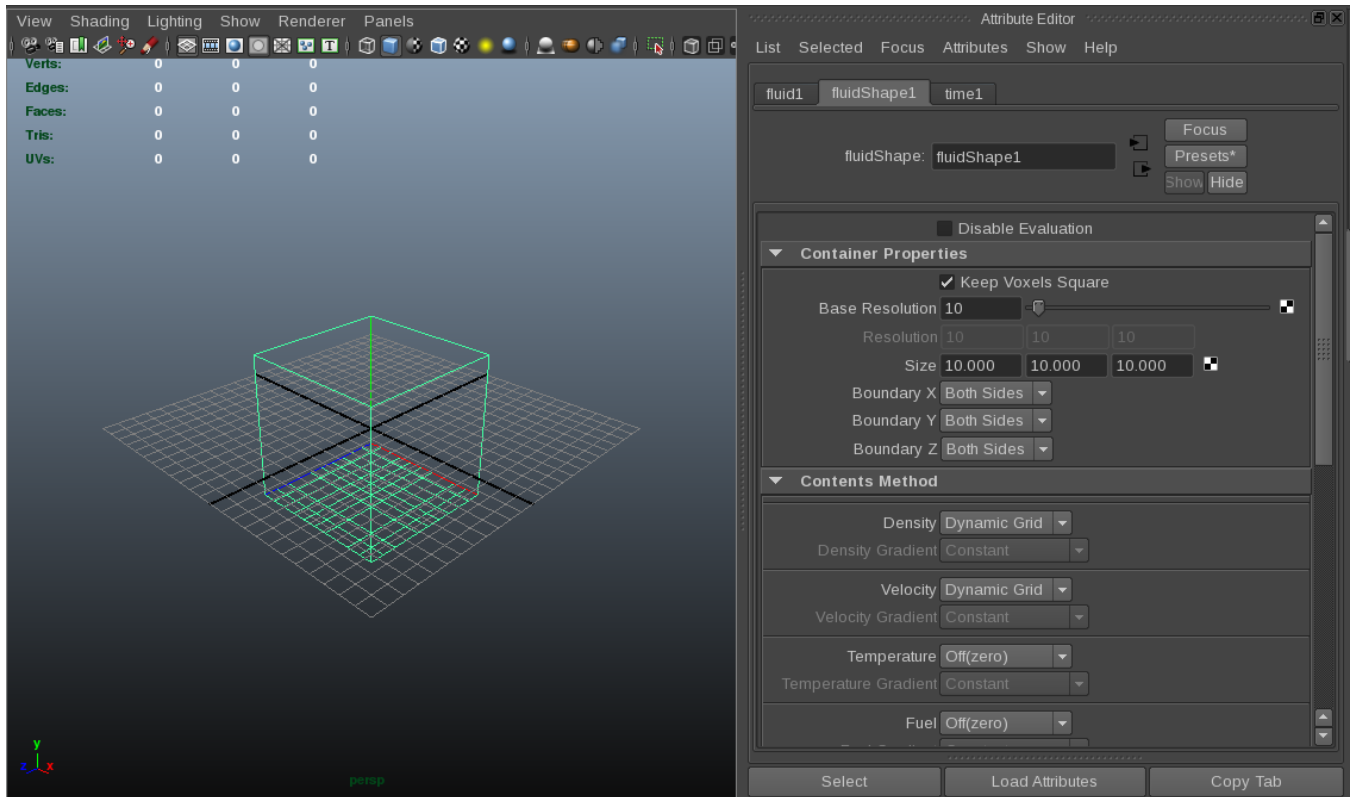 View Shading Lighting Show Renderer Panels
Verts: 0 0 0
Edges: 0 0 0
Faces: 0 0 0
Tris: 0 0 0
UVs: 0 0 0
y
z x
persp
Attribute Editor
List Selected Focus Attributes Show Help
fluid1 fluidShape1 time1
Focus
fluidShape: fluidShape1 Presets*
Show Hide
Disable Evaluation
Container Properties
Keep Voxels Square
Base Resolution 10
Resolution 10 10 10
Size 10.000 10.000 10.000
Boundary X Both Sides
Boundary Y Both Sides
Boundary Z Both Sides
Contents Method
Density Dynamic Grid
Density Gradient Constant
Velocity Dynamic Grid
Velocity Gradient Constant
Temperature Off(zero)
Temperature Gradient Constant
Fuel Off(zero)
Select Load Attributes Copy Tab